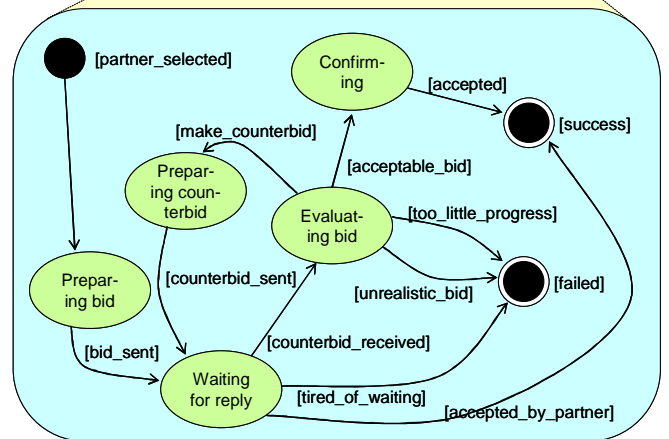 [partner_selected]
Confirm-
ing
[accepted]
[success]
[make_counterbid]
[acceptable_bid]
Prepar-
ing coun-
terbid
Evaluat-
ing bid
[too_little_progress]
Prepar-
ing bid
[counterbid_sent]
[unrealistic_bid]
[failed]
[bid_sent]
[counterbid_received]
Waiting
for reply
[tired_of_waiting]
[accepted_by_partner]